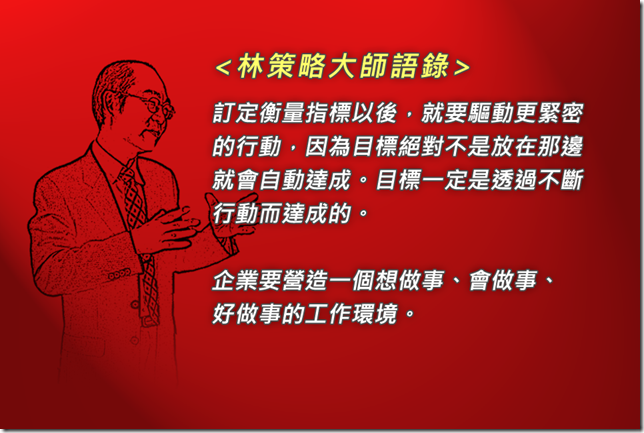 <林策略大師語錄>
訂定衡量指標以後，就要驅動更緊密
的行動，因為目標絕對不是放在那邊
就會自動達成。目標一定是透過不斷
行動而達成的。
企業要營造一個想做事、會做事、
好做事的工作環境。